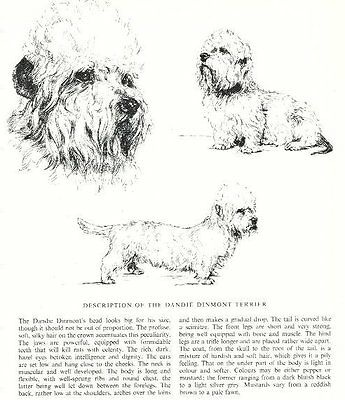 DESCRIPTION OF THE DANDIE DINMONT TERRIER
The Dandie Dinmont's head looks big for his size,
though it should not be out of proportion. The profuse,
soft, silky hair on the crown accentuates this peculiarity.
The jaws are powerful, equipped with formidable
teeth that will kill rats with celerity. The rich, dark,
hazel eyes betoken intelligence and dignity. The ears
are set low and hang close to the cheeks. The neck is
muscular and well developed. The body is long and
flexible, with well-sprung ribs and round chest, the
latter being well let down between the forelegs. The
back, rather low at the shoulders, arches over the loins
and then makes a gradual drop. The tail is curved like
a scimitre. The front legs are short and very strong,
being well equipped with bone and muscle. The hind
legs are a trifle longer and are placed rather wide apart.
The coat, from the skull to the root of the tail, is a
mixture of hardish and soft hair, which gives it a pily
feeling. That on the under part of the body is light in
colour and softer. Colours may be either pepper or
mustard; the former ranging from a dark bluish black
to a light silver grey. Mustards vary from a reddish
brown to a pale fawn.